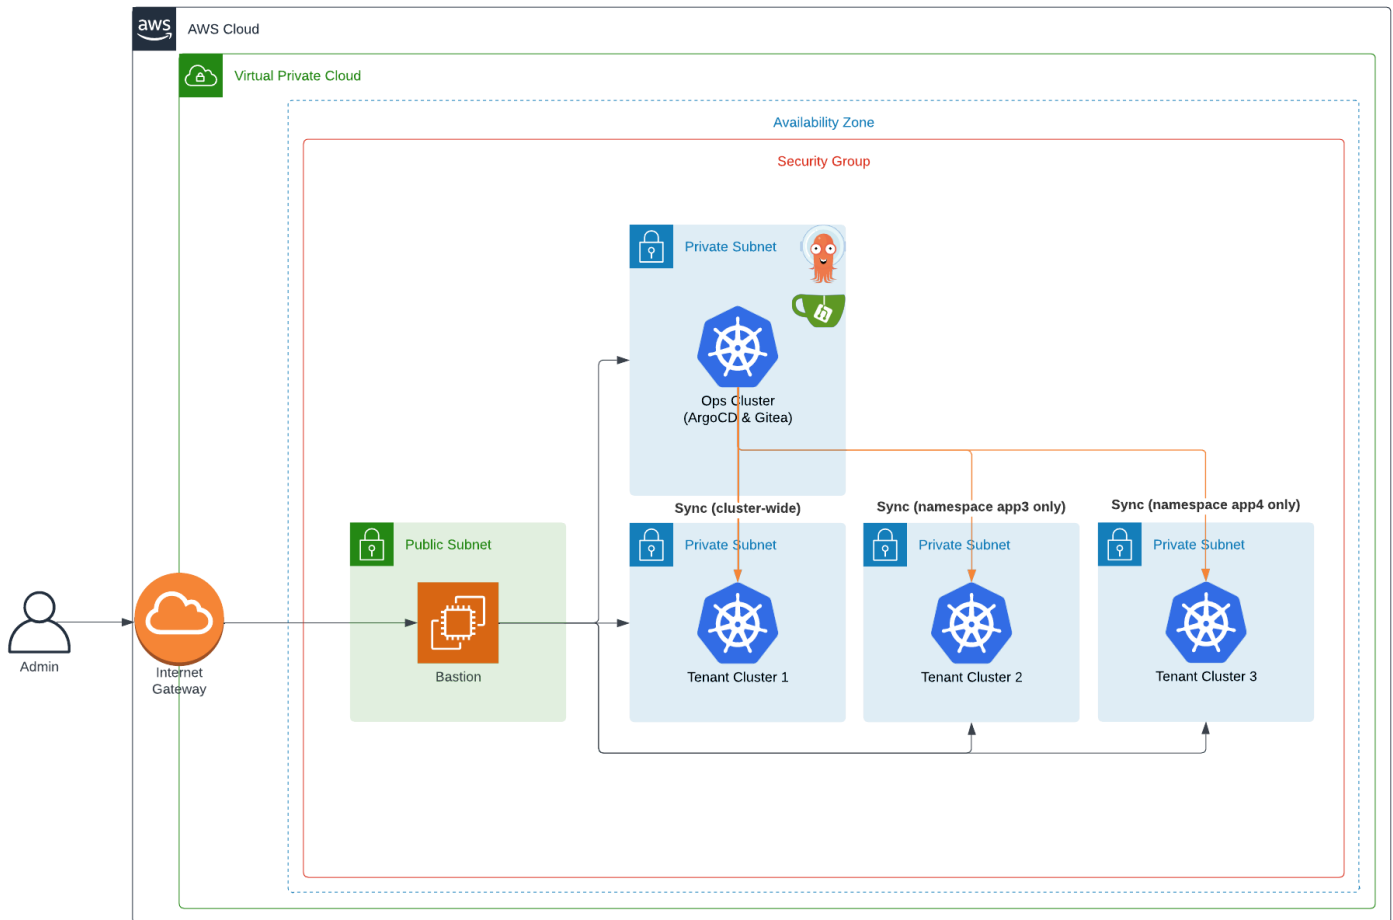 aws
AWS Cloud
Virtual Private Cloud
Availability Zone
Security Group
Private Subnet
Ops Cluster
(ArgoCD & Gitea)
Sync (cluster-wide)
Sync (namespace app3 only)
Sync (namespace app4 only)
Public Subnet
Private Subnet
Private Subnet
Private Subnet
Admin
Internet
Gateway
Bastion
Tenant Cluster 1
Tenant Cluster 2
Tenant Cluster 3